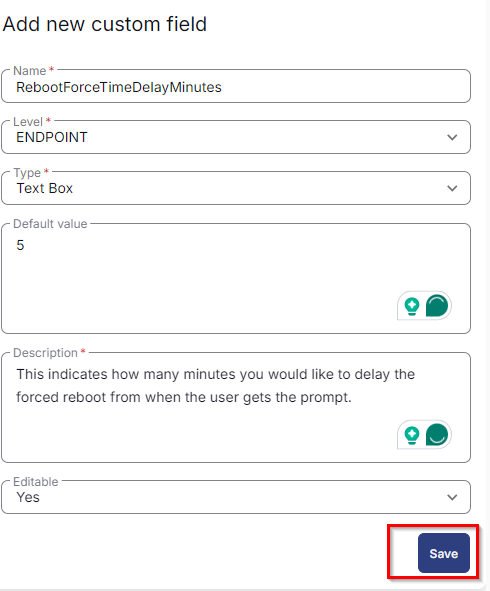 Add new custom field
Name *
RebootForceTimeDelayMinutes
Level *
ENDPOINT
Type *
Text Box
Default value
5
Description *
This indicates how many minutes you would like to delay the
forced reboot from when the user gets the prompt.
Editable
Yes
Save